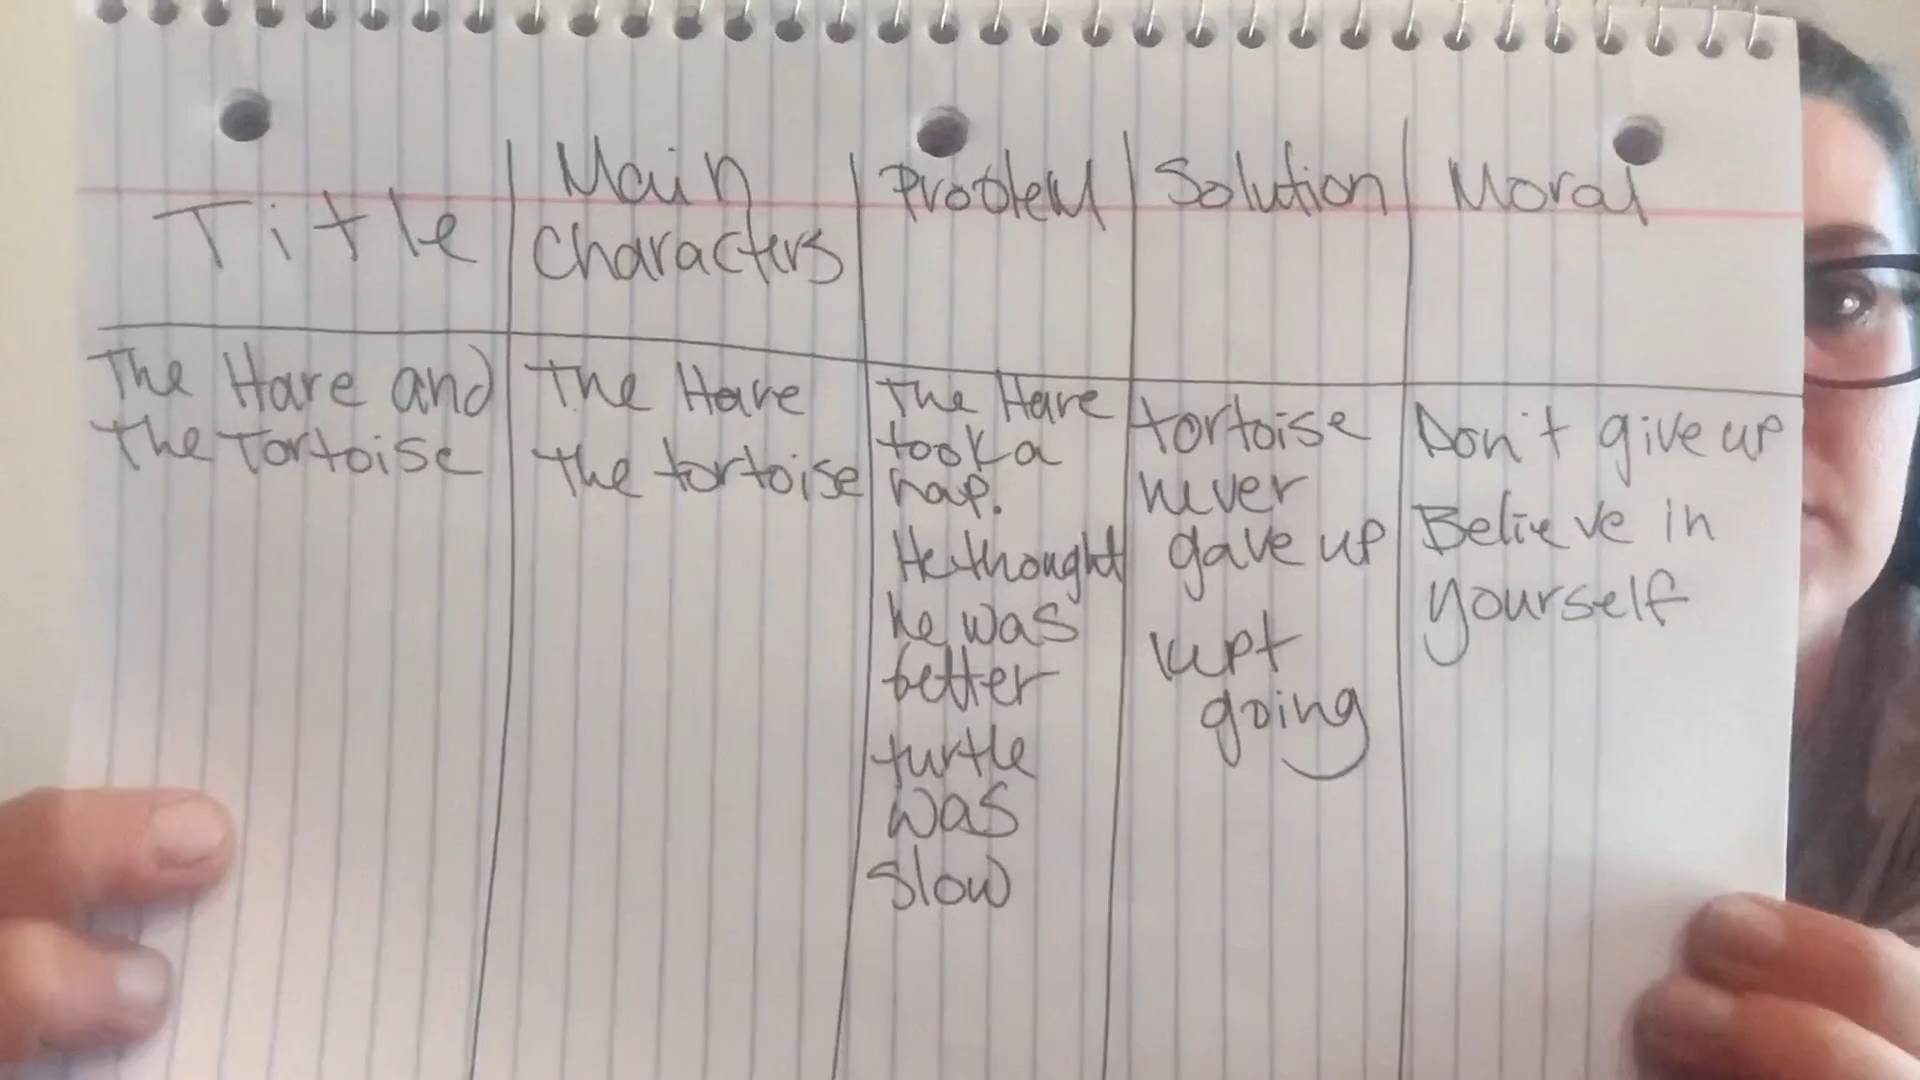 Title
Main
Characters
Problem
Solution
Moral
The Hare and
the Tortoise
The Hare
the tortoise
The Hare
took a
nap.
He thought
he was
better
turtle
was
slow
tortoise
never
gave up
kept
going
Don't give up
Believe in
yourself